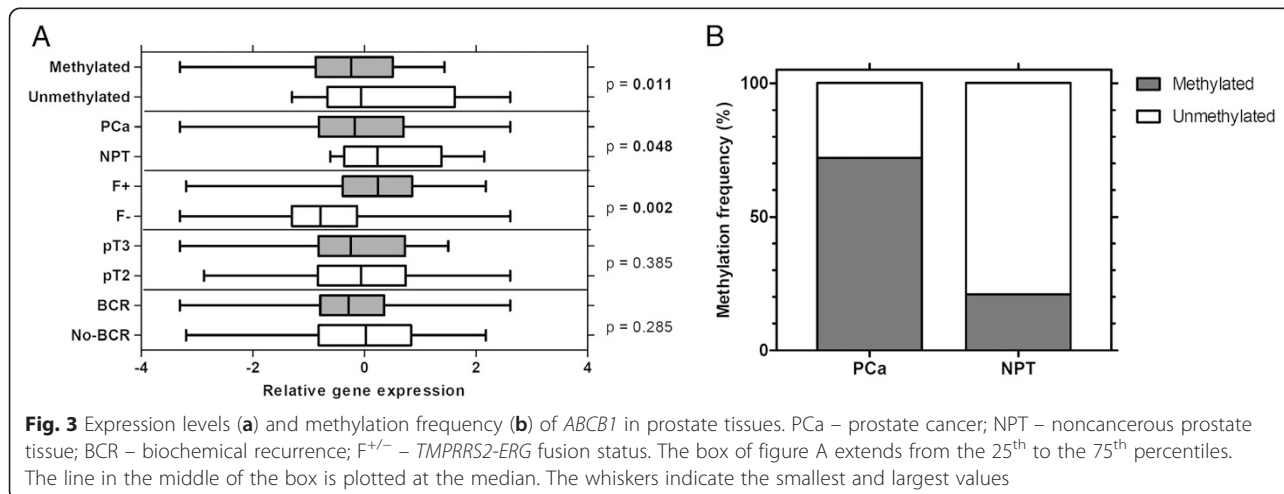 A
Methylated
Unmethylated
p = 0.011
PCa
NPT
p = 0.048
F+
F-
p = 0.002
pT3
pT2
p = 0.385
BCR
No-BCR
p = 0.285
-4 -2 0 2 4
Relative gene expression
B
Methylation frequency (%)
100
50
0
PCa NPT
Methylated
Unmethylated
Fig. 3 Expression levels (a) and methylation frequency (b) of ABCB1 in prostate tissues. PCa – prostate cancer; NPT – noncancerous prostate
tissue; BCR – biochemical recurrence; F+/− – TMPRRS2-ERG fusion status. The box of figure A extends from the 25th to the 75th percentiles.
The line in the middle of the box is plotted at the median. The whiskers indicate the smallest and largest values